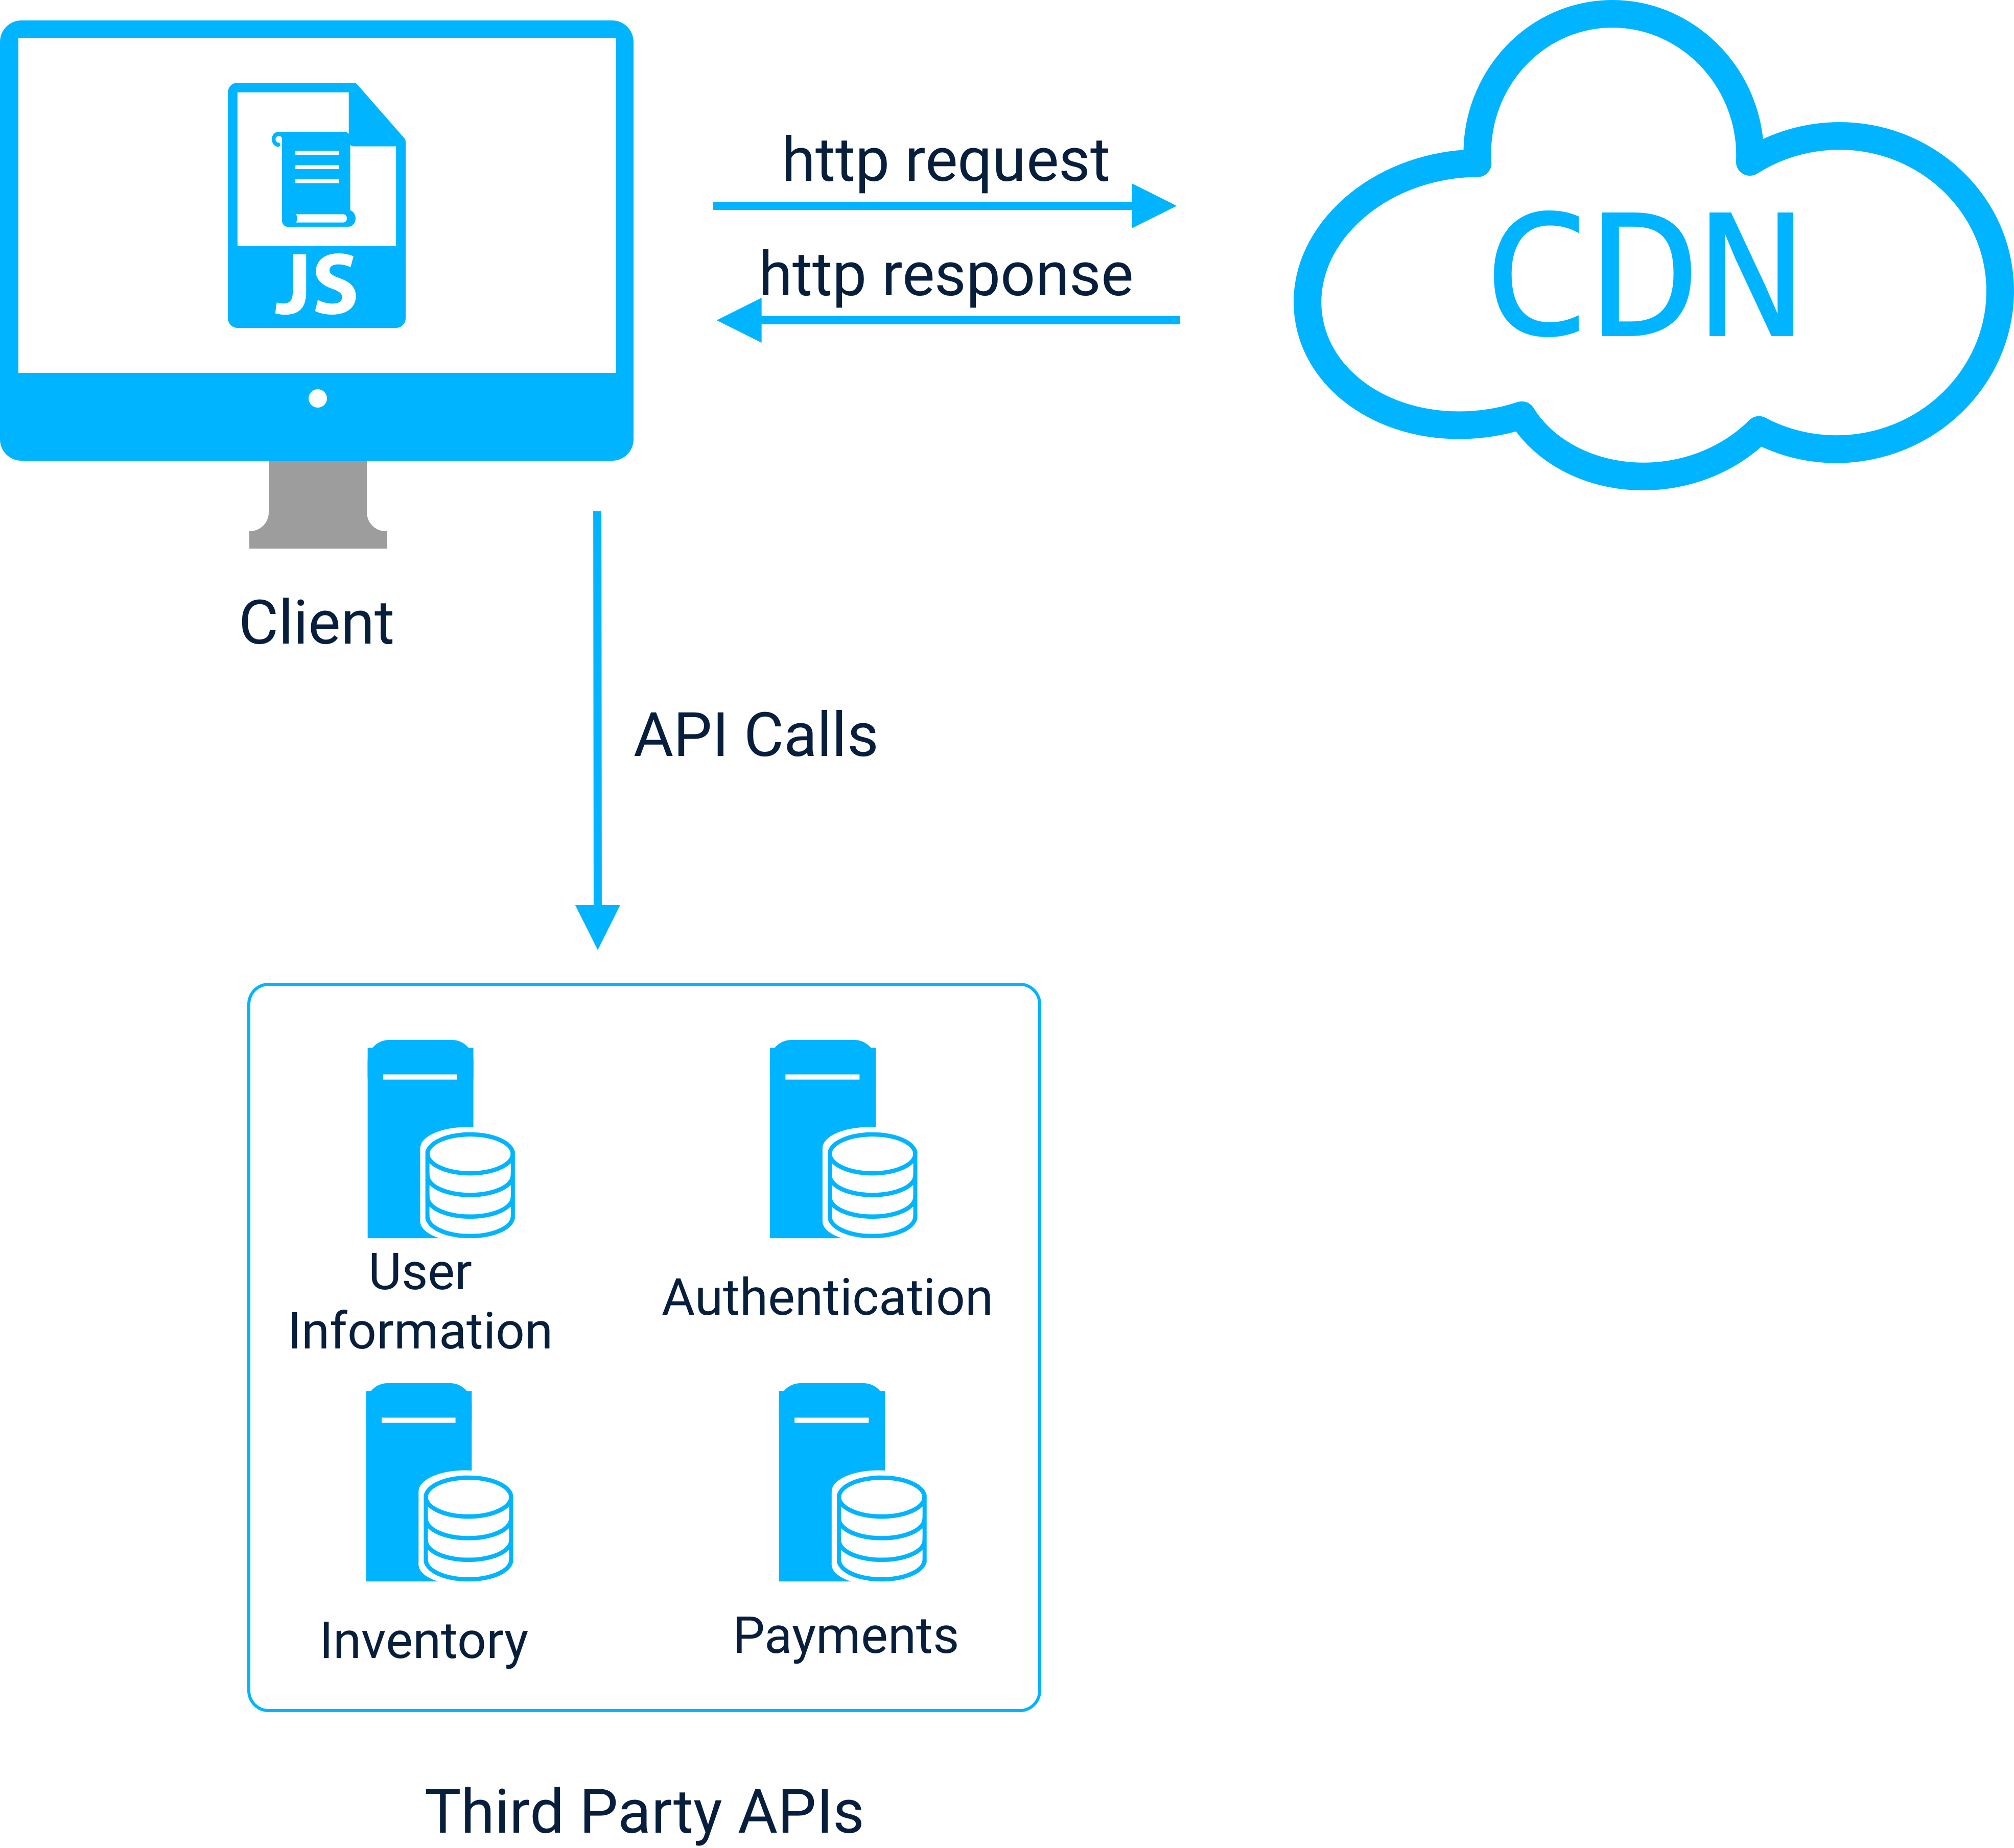 http request
http response
CDN
JS
Client
API Calls
User
Information
Authentication
Inventory
Payments
Third Party APIs